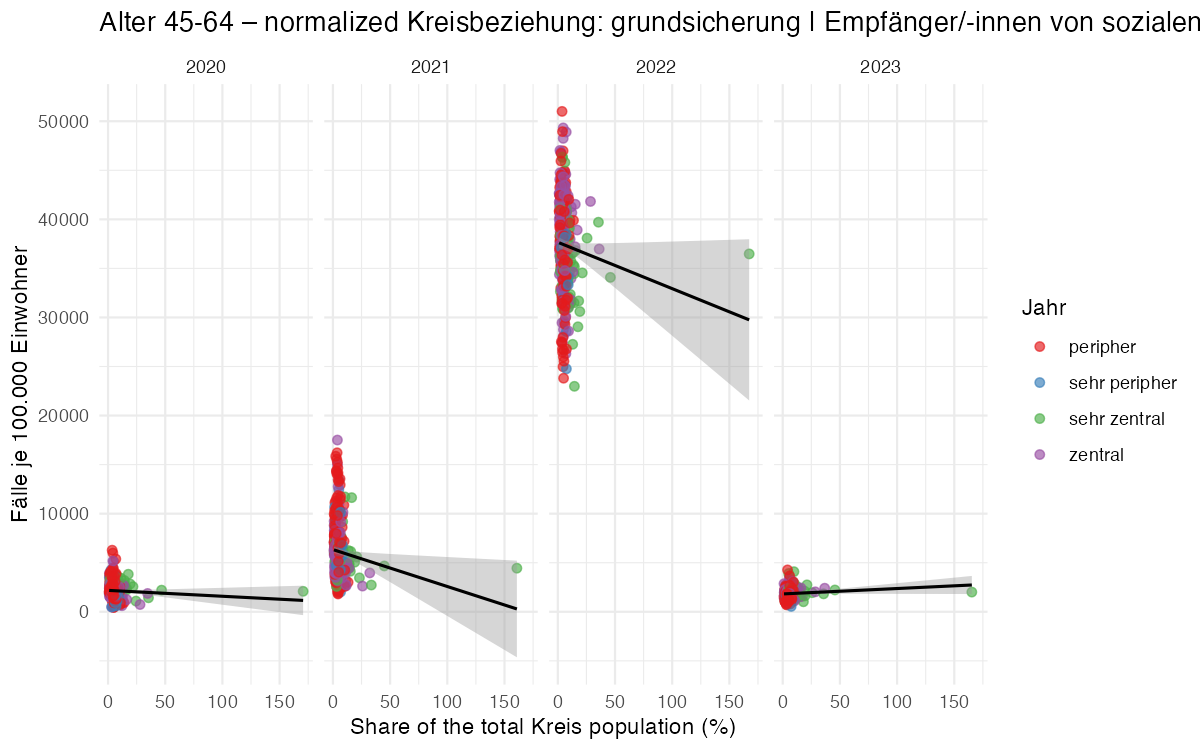 Alter 45-64 – normalized Kreisbeziehung: grundsicherung | Empfänger/-innen von sozialen
2020 2021 2022 2023
50000
40000
30000
20000
10000
0
Fälle je 100.000 Einwohner
0 50 100 150 0 50 100 150 0 50 100 150 0 50 100 150
Share of the total Kreis population (%)
Jahr
peripher
sehr peripher
sehr zentral
zentral